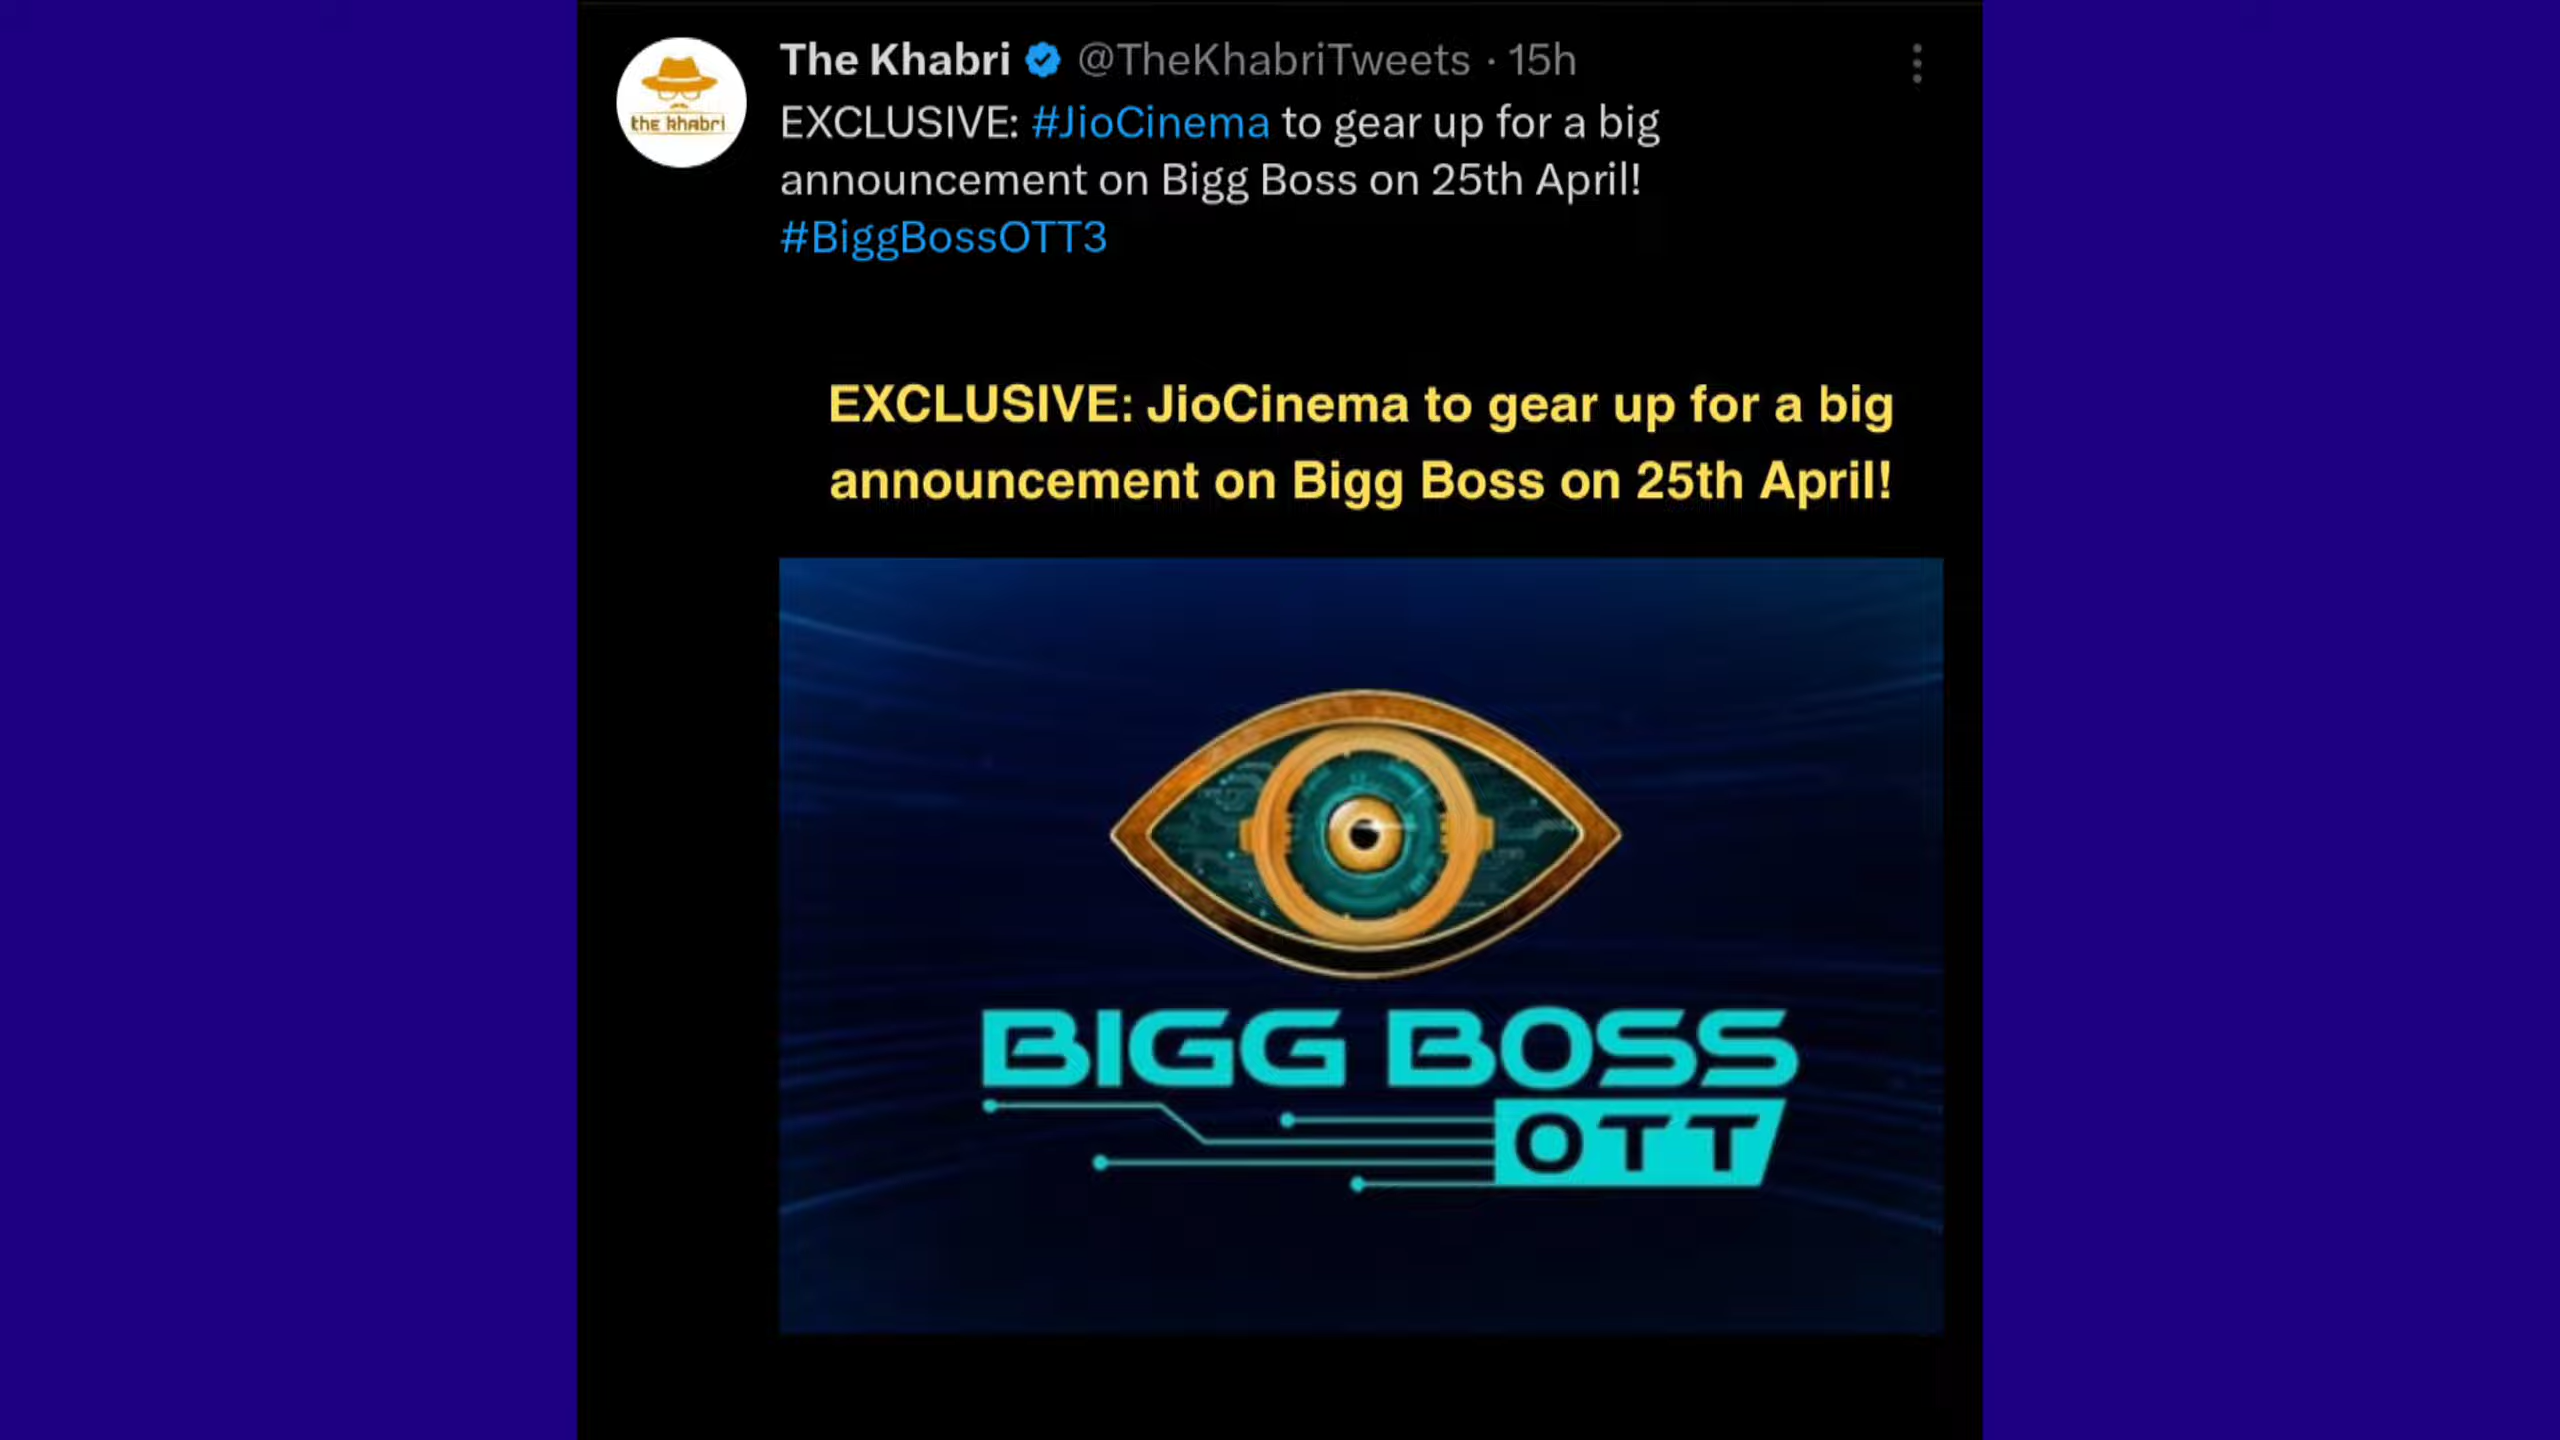 The Khabri @TheKhabriTweets · 15h
the khabri
EXCLUSIVE: #JioCinema to gear up for a big
announcement on Bigg Boss on 25th April!
#BiggBossOTT3
EXCLUSIVE: JioCinema to gear up for a big
announcement on Bigg Boss on 25th April!
BIGG BOSS
OTT